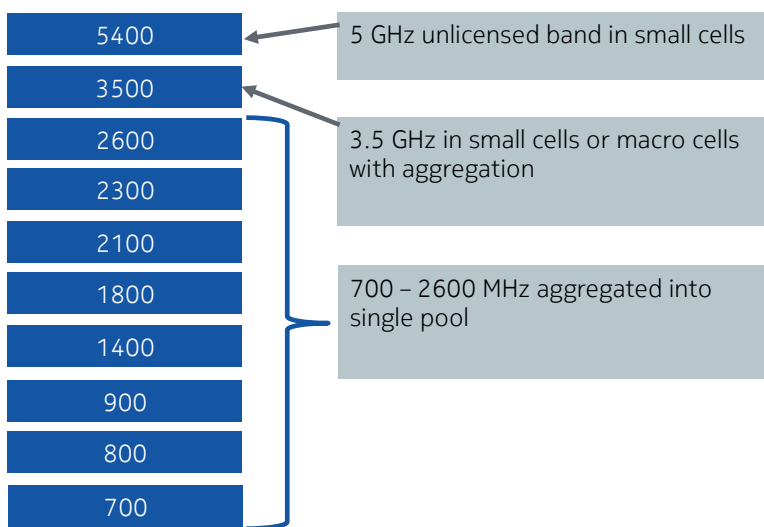 5400
5 GHz unlicensed band in small cells
3500
2600
3.5 GHz in small cells or macro cells
with aggregation
2300
2100
1800
700 – 2600 MHz aggregated into
single pool
1400
900
800
700